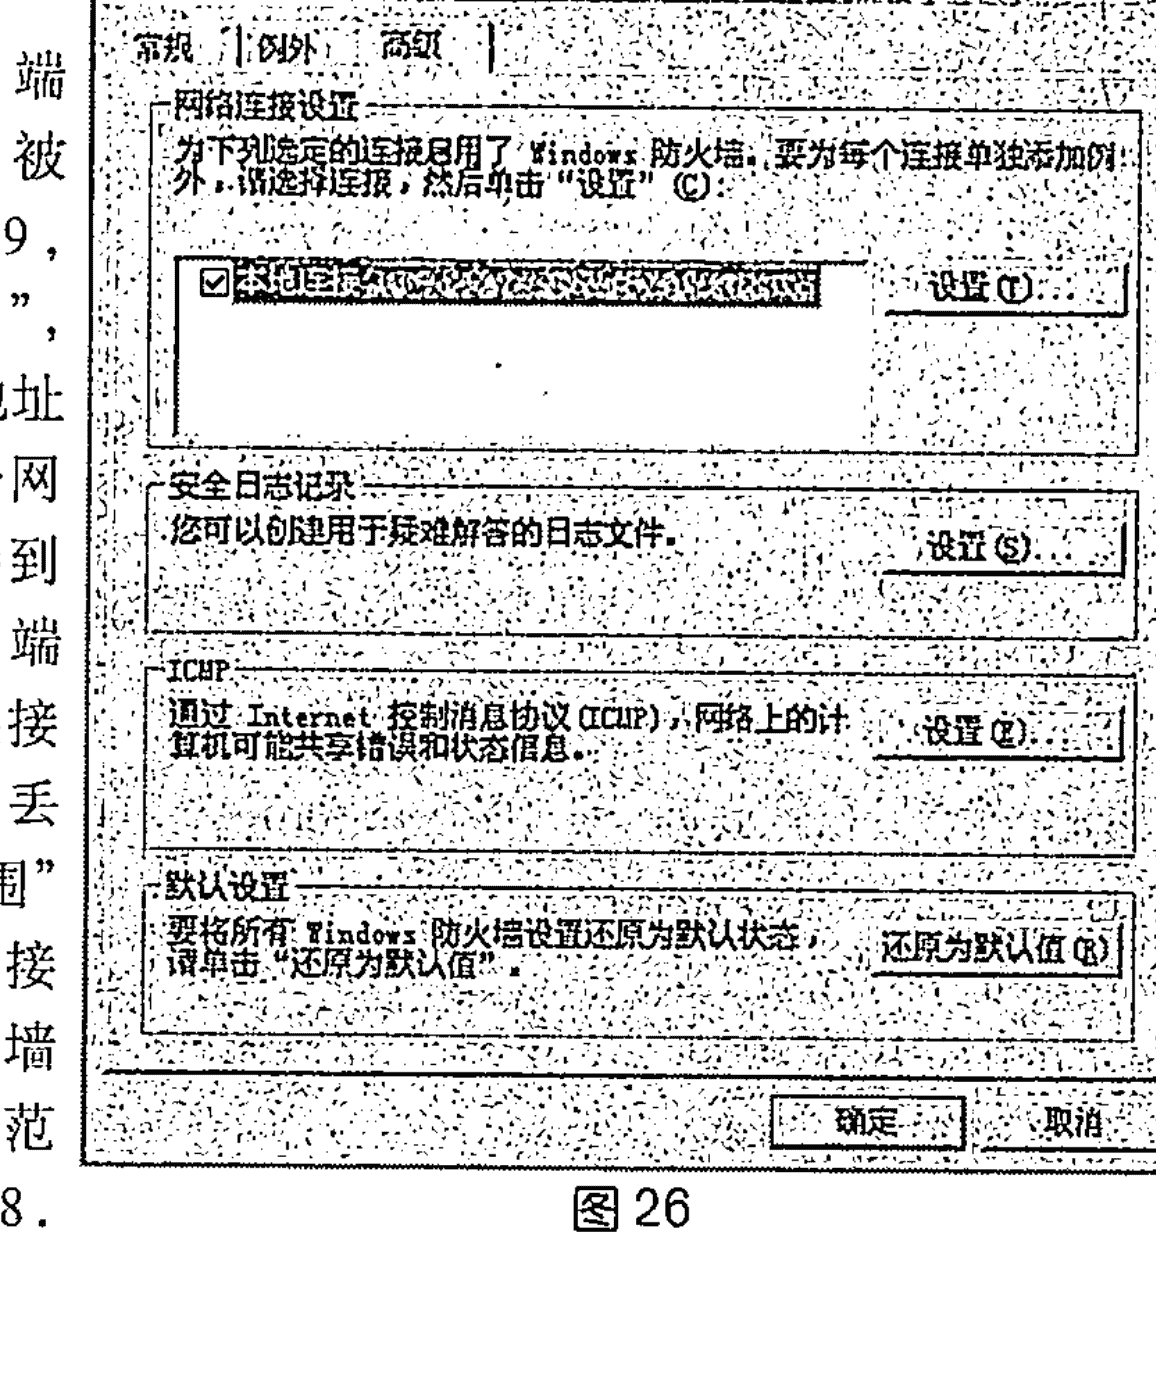 端
被
9，
”，
址
网
到
端
接
丢
围”
接
墙
范
8．
常规 例外 高级
网络连接设置
为下列选定的连接启用了 Windows 防火墙。要为每个连接单独添加例
外，请选择连接，然后单击“设置”(C):
本地连接
设置(T)...
安全日志记录
您可以创建用于疑难解答的日志文件。
设置(S)...
ICMP
通过 Internet 控制消息协议(ICMP)，网络上的计
算机可能共享错误和状态信息。
设置(E)...
默认设置
要将所有 Windows 防火墙设置还原为默认状态，
请单击“还原为默认值”。
还原为默认值(R)
确定 取消
图 26